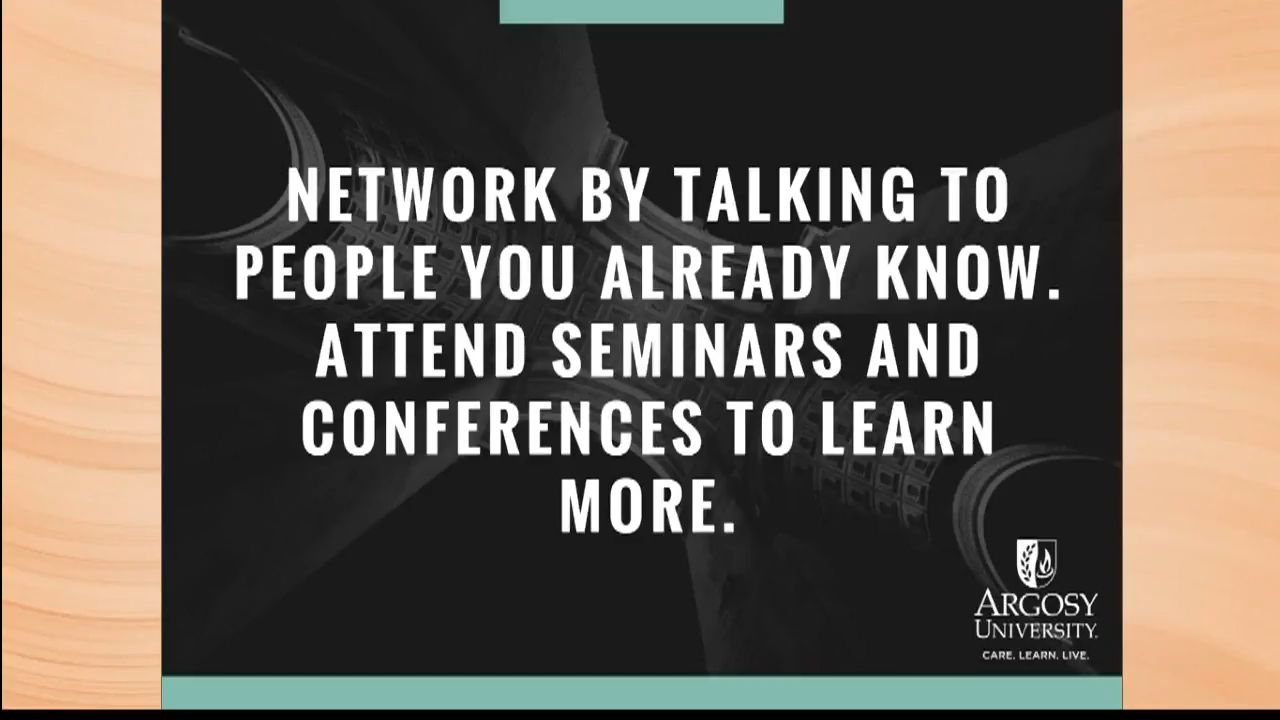 NETWORK BY TALKING TO
PEOPLE YOU ALREADY KNOW.
ATTEND SEMINARS AND
CONFERENCES TO LEARN
MORE.
ARGOSY
UNIVERSITY.
CARE. LEARN. LIVE.